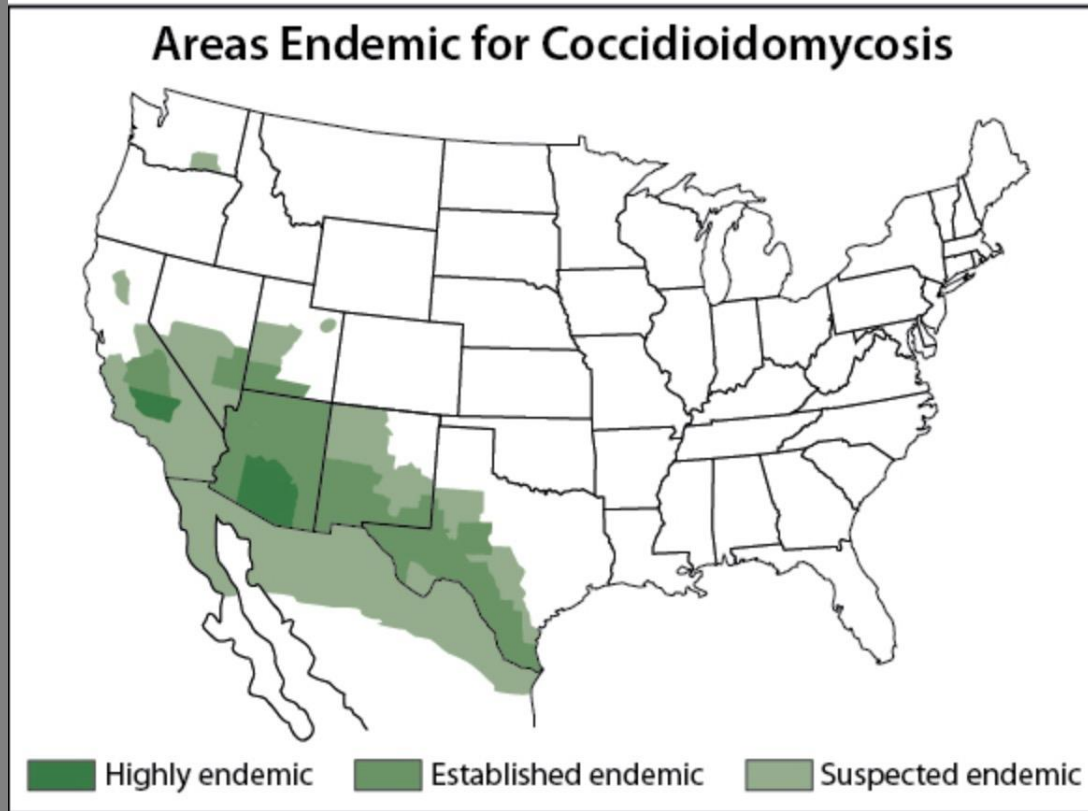 Areas Endemic for Coccidioidomycosis
Highly endemic
Established endemic
Suspected endemic